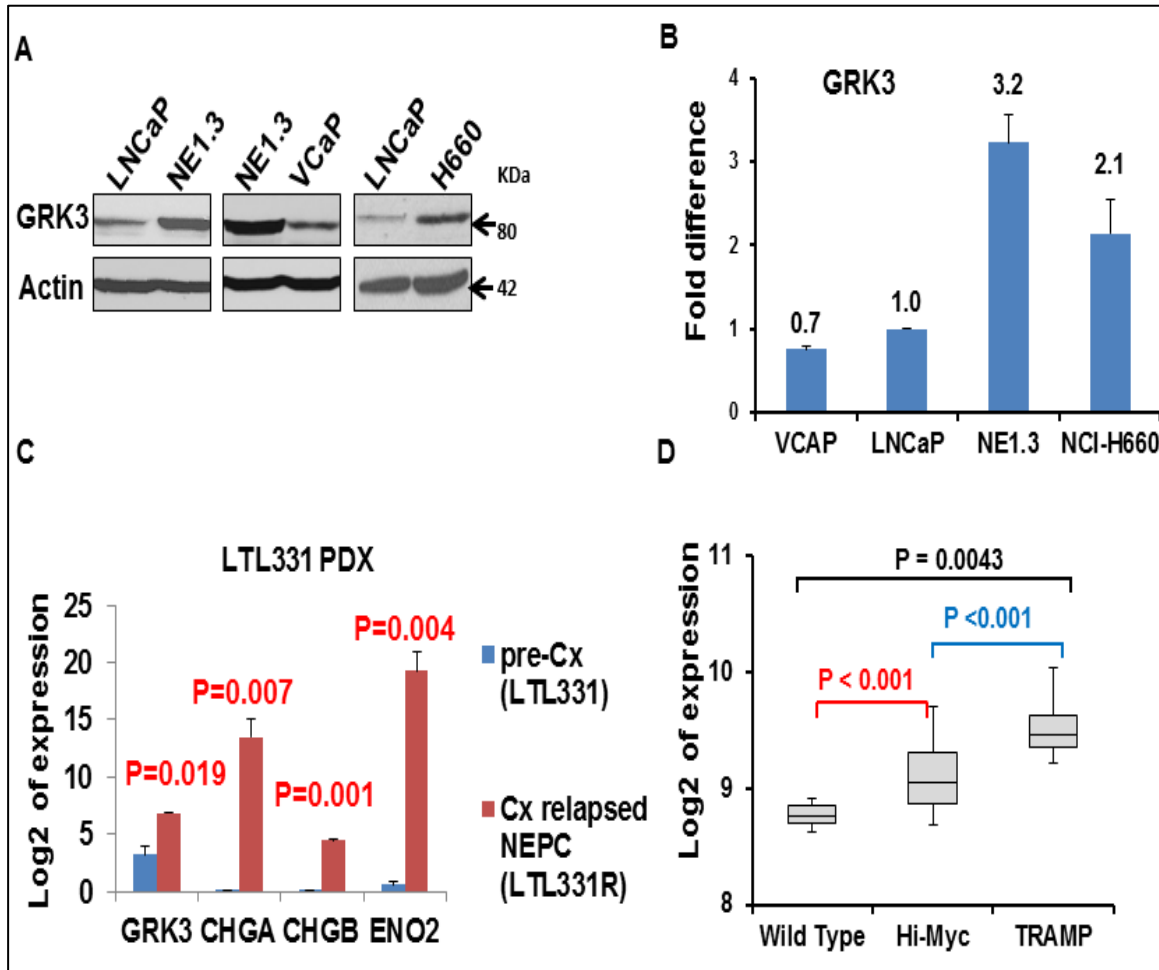 A
LNCaP NE1.3 NE1.3 VCaP LNCaP H660
KDa
GRK3
80
Actin
42
B
GRK3
Fold difference
4
3
2
1
0
0.7
1.0
3.2
2.1
VCAP LNCaP NE1.3 NCI-H660
C
LTL331 PDX
Log2 of expression
25
20
15
10
5
0
P=0.019
P=0.007
P=0.001
P=0.004
GRK3 CHGA CHGB ENO2
pre-Cx
(LTL331)
Cx relapsed
NEPC
(LTL331R)
D
Log2 of expression
11
10
9
8
P = 0.0043
P <0.001
P < 0.001
Wild Type Hi-Myc TRAMP